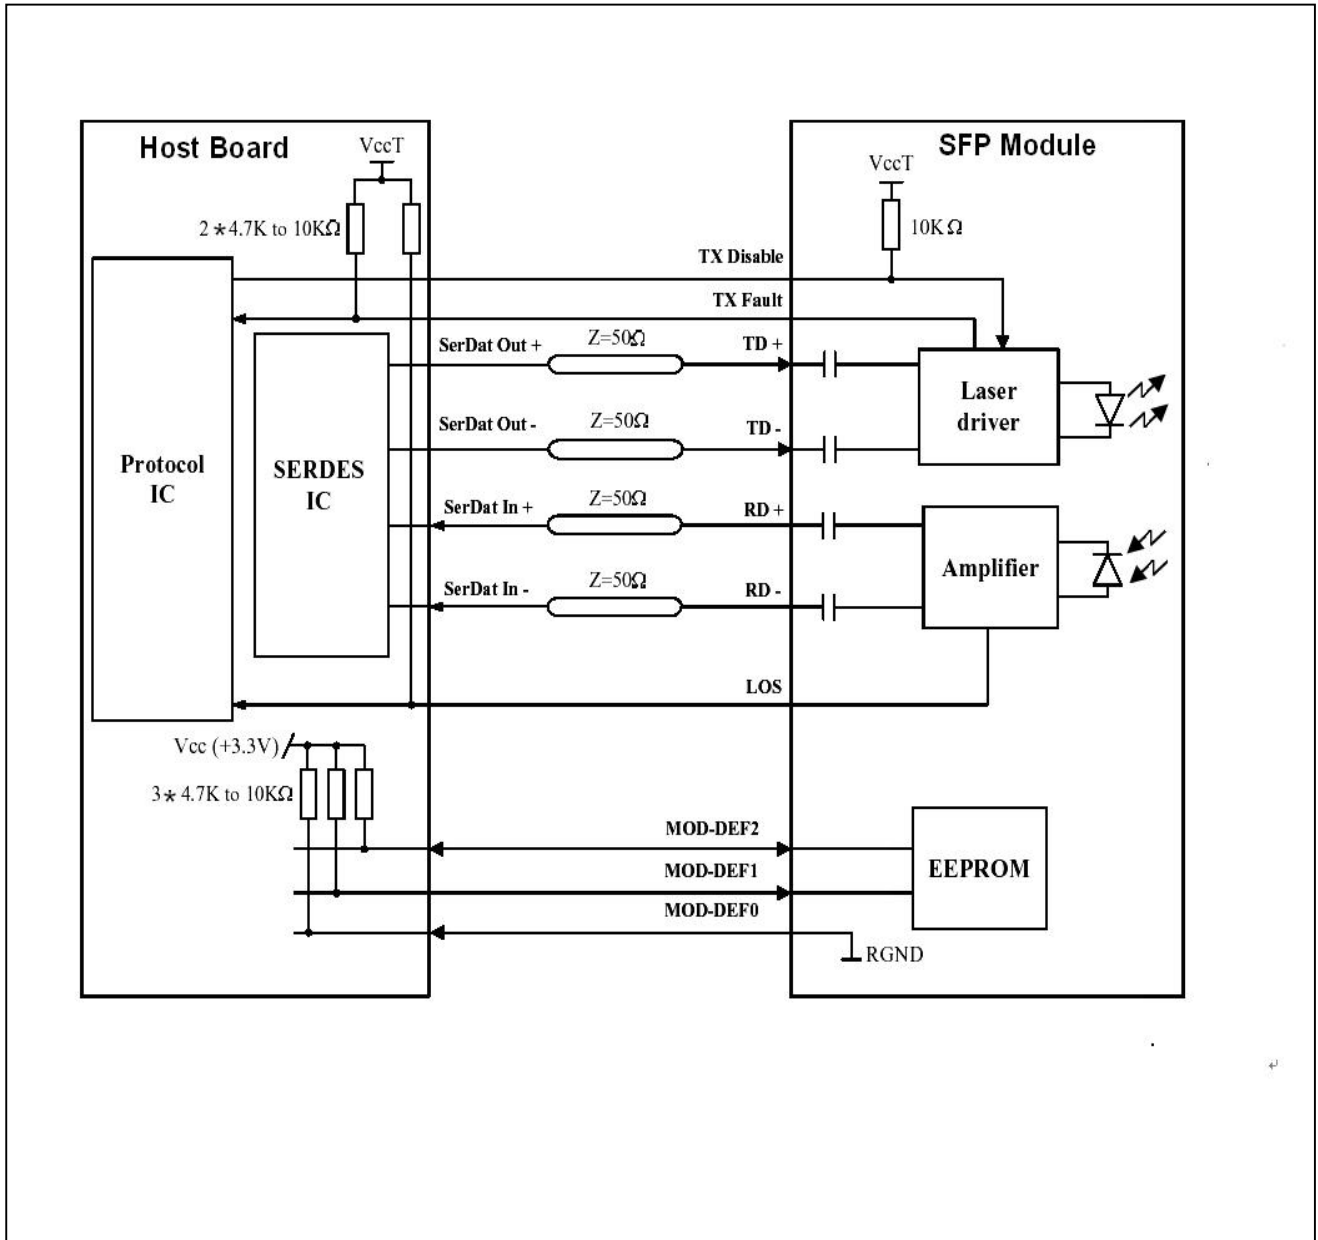 Host Board
VccT
2*4.7K to 10KΩ
SFP Module
VccT
10KΩ
TX Disable
TX Fault
SerDat Out +
Z=50Ω
TD +
SerDat Out -
Z=50Ω
TD -
Laser
driver
Protocol
IC
SERDES
IC
SerDat In +
Z=50Ω
RD +
SerDat In -
Z=50Ω
RD -
Amplifier
LOS
Vcc (+3.3V)
3* 4.7K to 10KΩ
MOD-DEF2
MOD-DEF1
MOD-DEF0
EEPROM
RGND